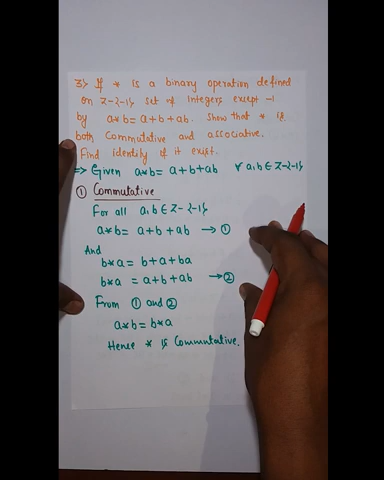 3) If * is a binary operation defined
on Z-{-1} set of Integers except -1
by a*b = a+b+ab. Show that * is
both Commutative and associative.
Find identity if it exist.
=> Given a*b = a+b+ab ∀ a,b ∈ Z-{-1}
① Commutative
For all a,b ∈ Z-{-1}
a*b = a+b+ab → ①
And
b*a = b+a+ba
b*a = a+b+ab → ②
From ① and ②
a*b = b*a
Hence * is Commutative.